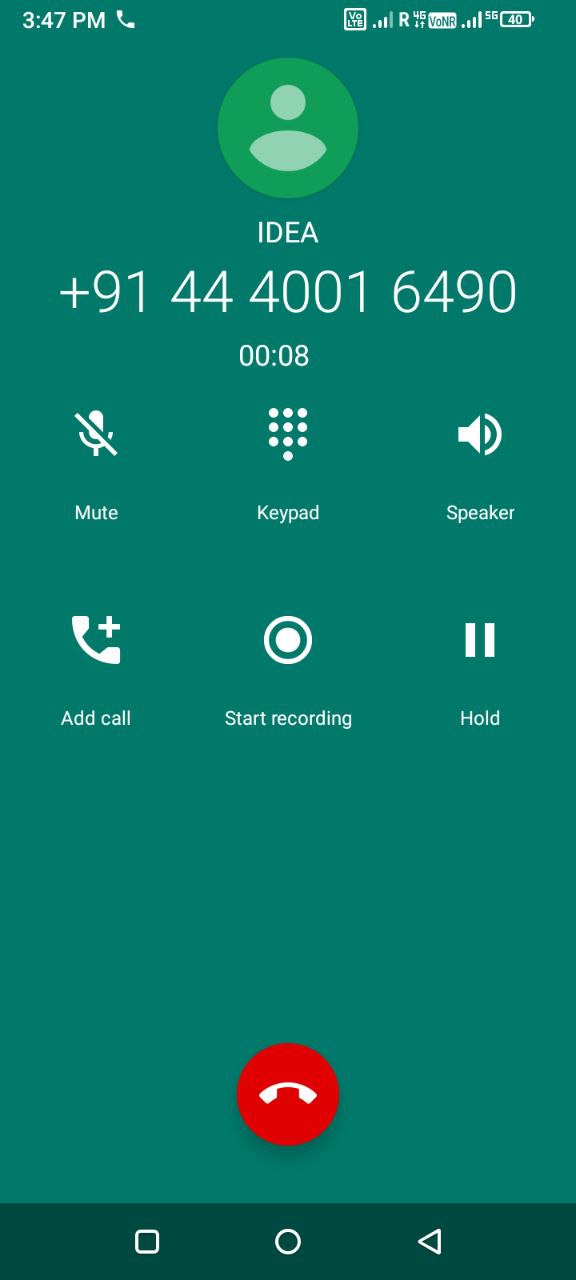 3:47 PM Vo LTE R 4G VoNR 5G 40
IDEA
+91 44 4001 6490
00:08
Mute Keypad Speaker
Add call Start recording Hold